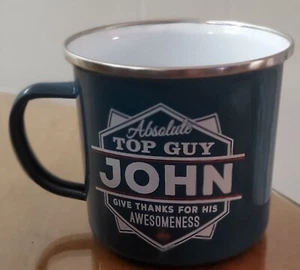 Absolute
TOP GUY
JOHN
GIVE THANKS FOR HIS
AWESOMENESS